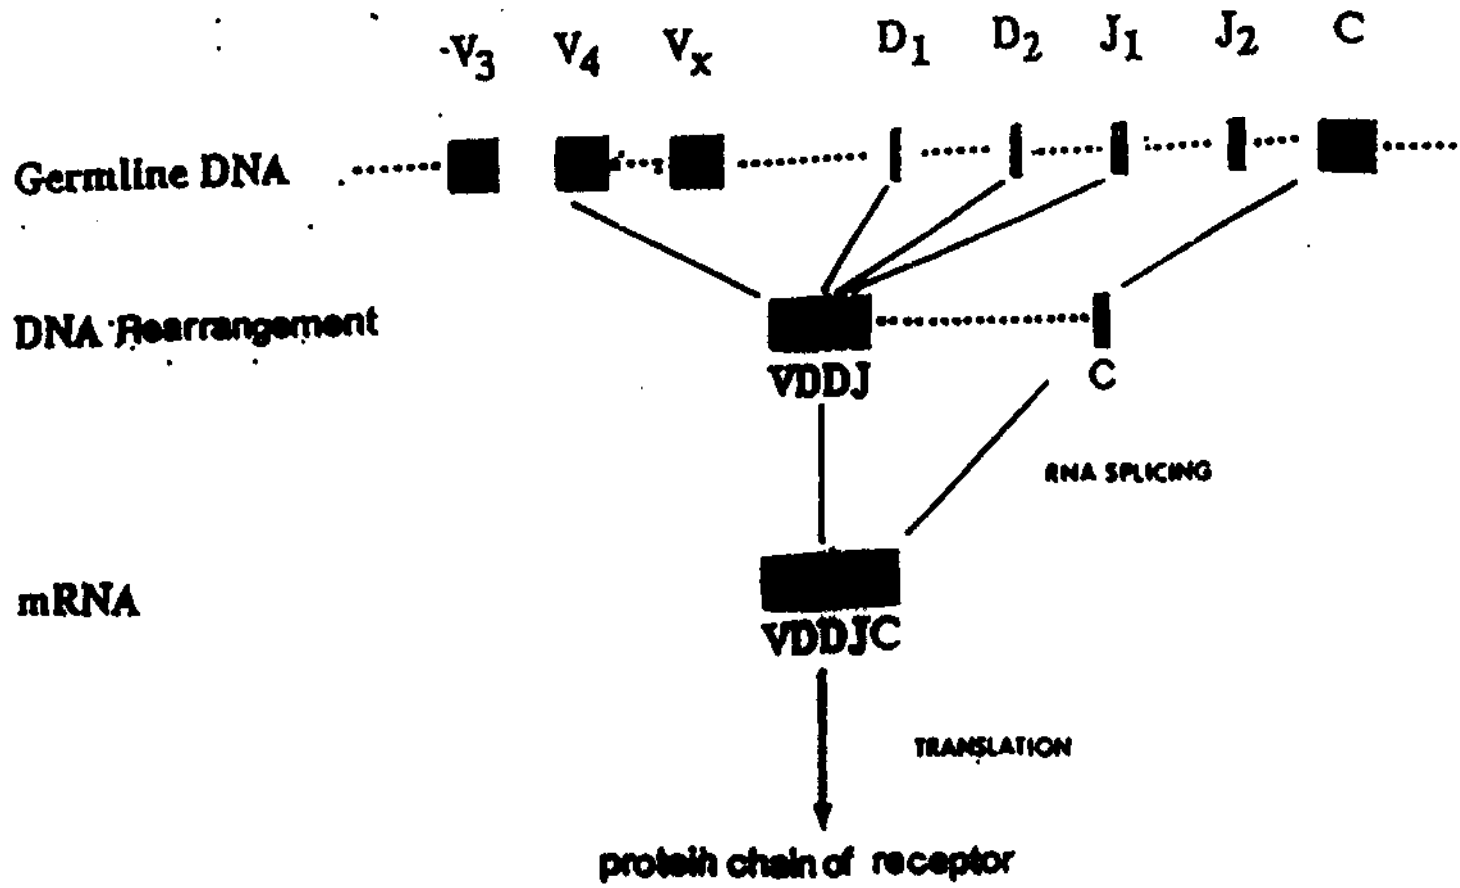 V3 V4 Vx D1 D2 J1 J2 C
Germline DNA
DNA Rearrangement
VDDJ C
RNA SPLICING
mRNA
VDDJC
TRANSLATION
protein chain of receptor